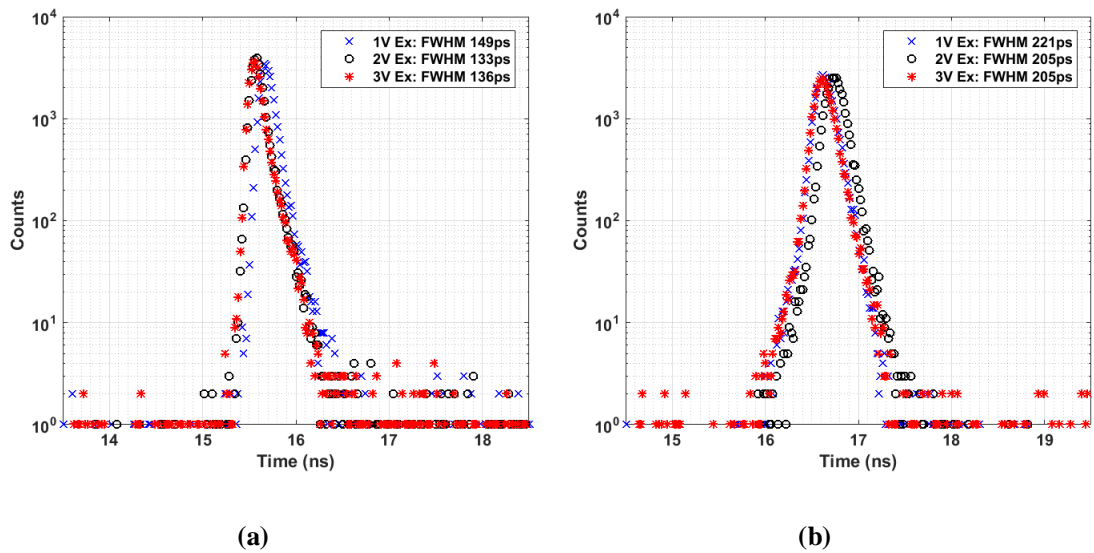 10^4
10^3
10^2
10^1
10^0
Counts
1V Ex: FWHM 149ps
2V Ex: FWHM 133ps
3V Ex: FWHM 136ps
14 15 16 17 18
Time (ns)
(a)
10^4
10^3
10^2
10^1
10^0
Counts
1V Ex: FWHM 221ps
2V Ex: FWHM 205ps
3V Ex: FWHM 205ps
15 16 17 18 19
Time (ns)
(b)